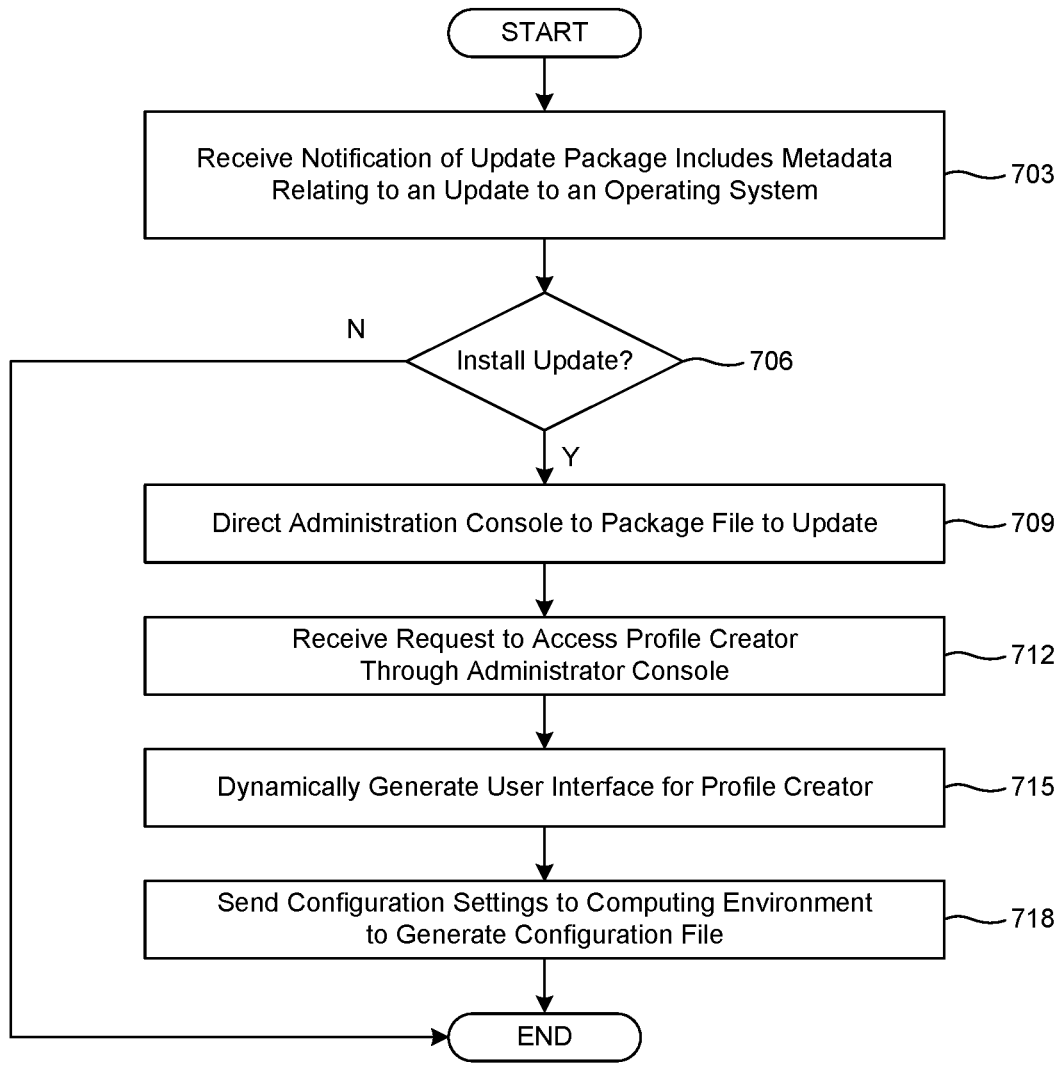 START
Receive Notification of Update Package Includes Metadata
Relating to an Update to an Operating System
703
N
Install Update?
706
Y
Direct Administration Console to Package File to Update
709
Receive Request to Access Profile Creator
Through Administrator Console
712
Dynamically Generate User Interface for Profile Creator
715
Send Configuration Settings to Computing Environment
to Generate Configuration File
718
END